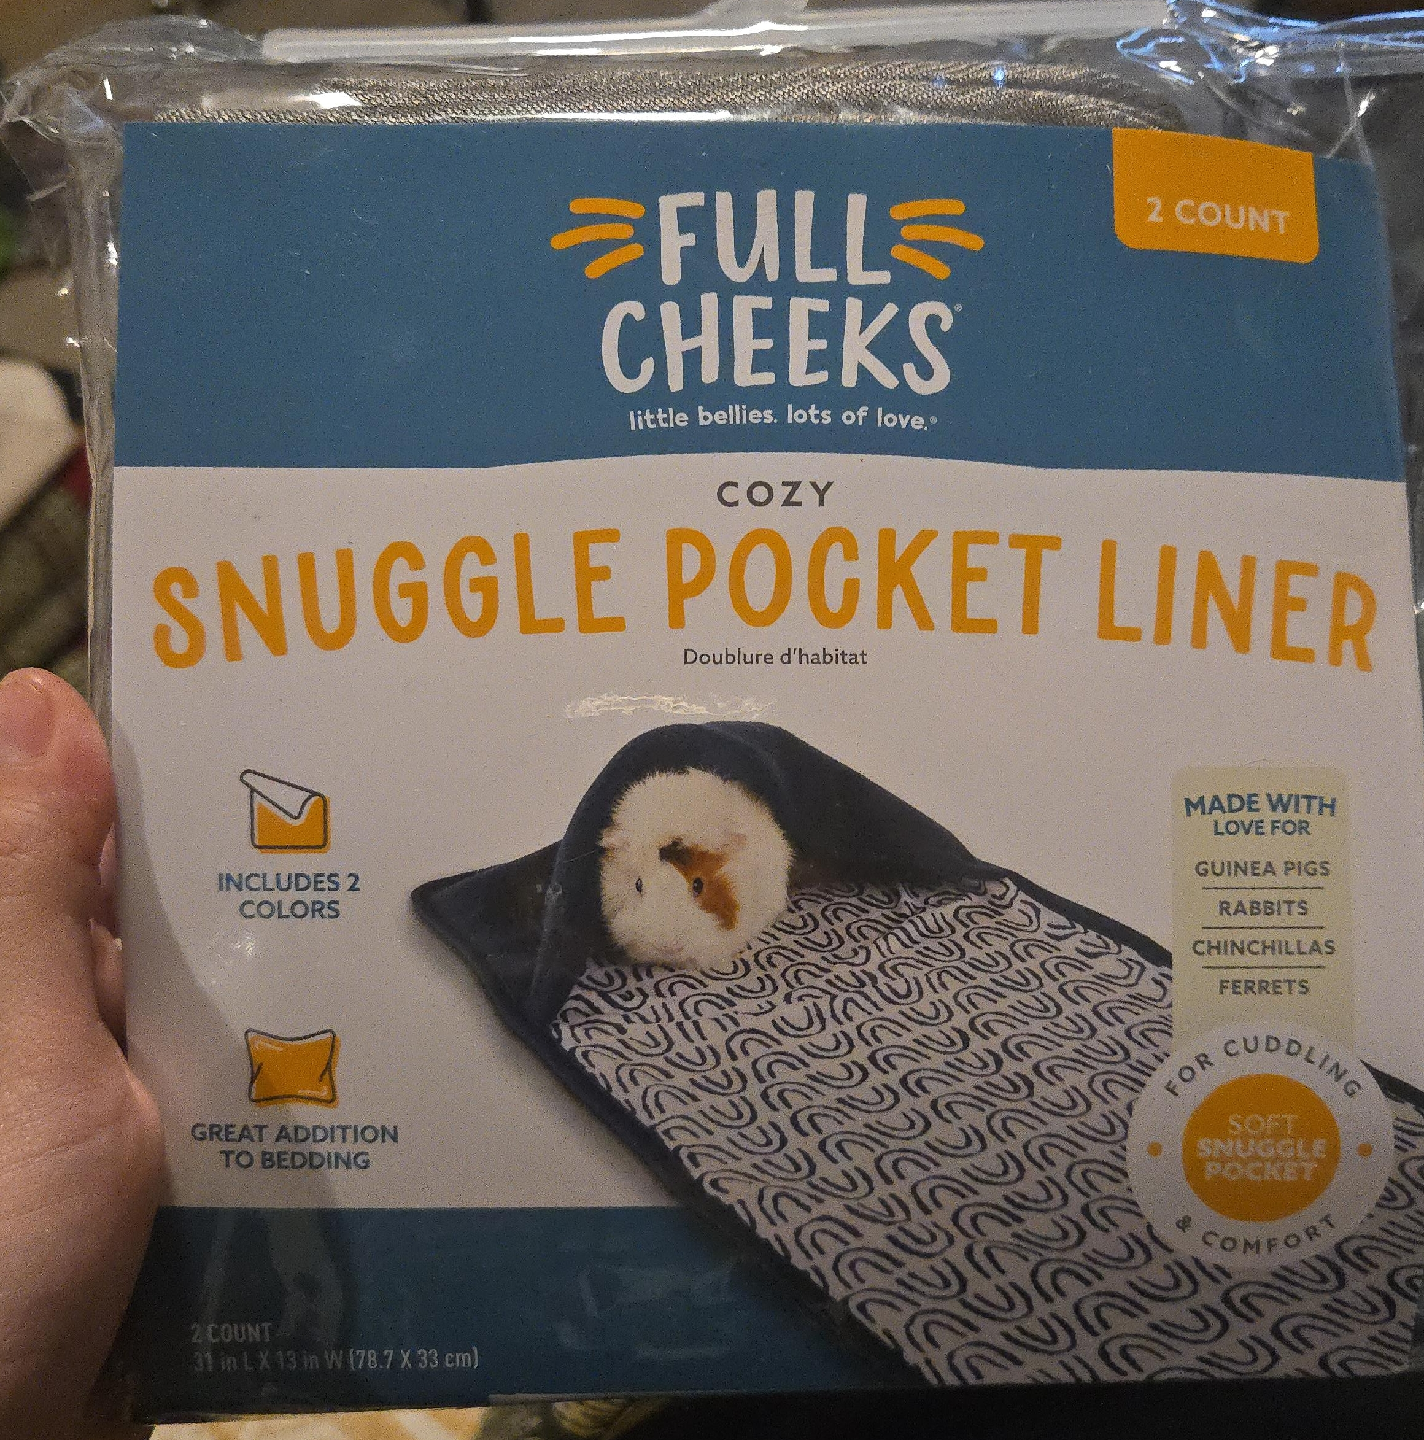 2 COUNT
FULL
CHEEKS®
little bellies. lots of love.®
COZY
SNUGGLE POCKET LINER
Doublure d'habitat
INCLUDES 2
COLORS
GREAT ADDITION
TO BEDDING
MADE WITH
LOVE FOR
GUINEA PIGS
RABBITS
CHINCHILLAS
FERRETS
FOR CUDDLING
SOFT
SNUGGLE
POCKET
& COMFORT
2 COUNT
31 in L X 13 in W (78.7 X 33 cm)